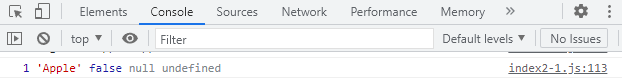 Elements Console Sources Network Performance Memory »
top Filter Default levels No Issues
1 'Apple' false null undefined index2-1.js:113